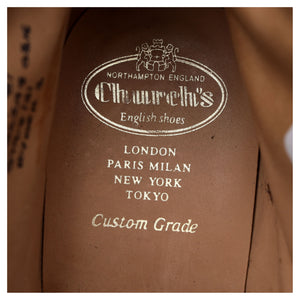 NORTHAMPTON ENGLAND
Church's
English shoes
LONDON
PARIS MILAN
NEW YORK
TOKYO
Custom Grade